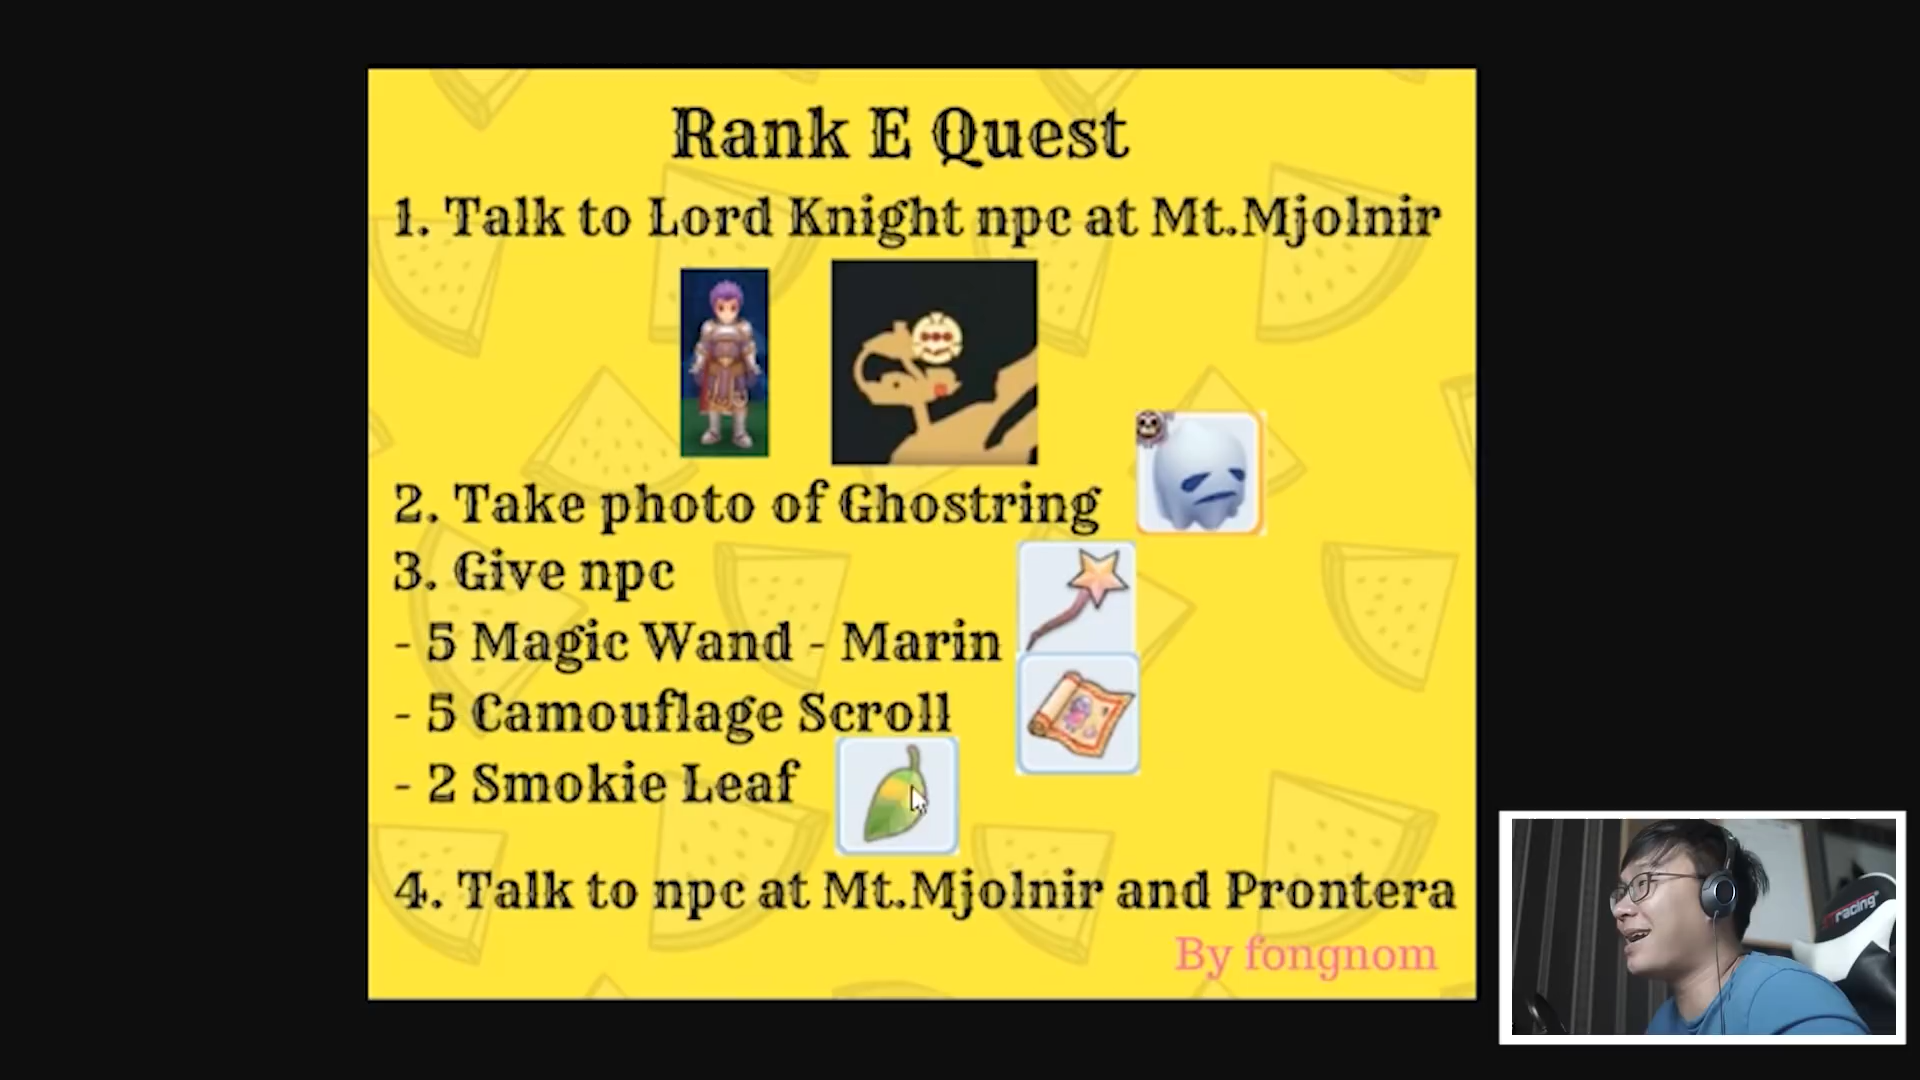 Rank E Quest
1. Talk to Lord Knight npc at Mt.Mjolnir
2. Take photo of Ghostring
3. Give npc
- 5 Magic Wand - Marin
- 5 Camouflage Scroll
- 2 Smokie Leaf
4. Talk to npc at Mt.Mjolnir and Prontera
By fongnom
racing